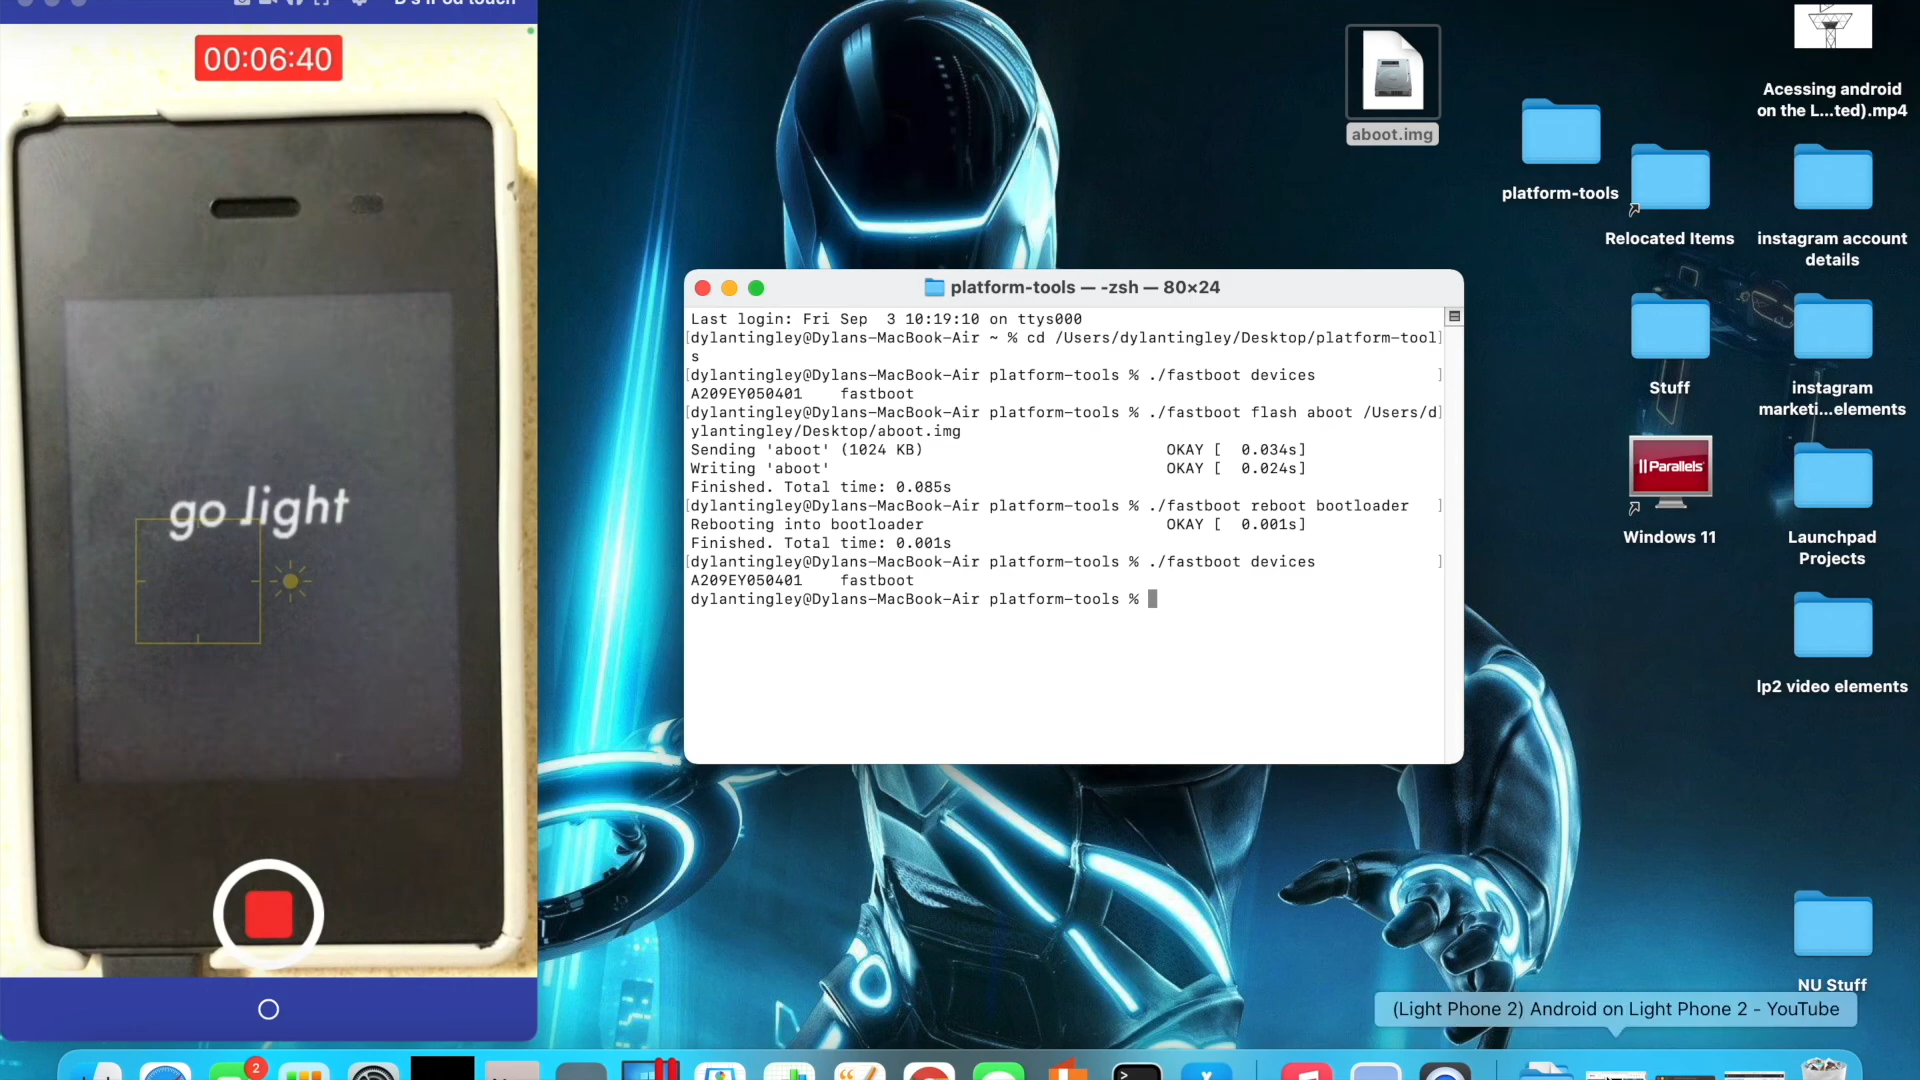 D's iPod touch
00:06:40
go light
aboot.img
platform-tools
Acessing android
on the L...ted).mp4
Relocated Items
instagram account
details
Stuff
instagram
marketi...elements
Parallels
Windows 11
Launchpad
Projects
lp2 video elements
NU Stuff
platform-tools — -zsh — 80×24
Last login: Fri Sep  3 10:19:10 on ttys000
[dylantingley@Dylans-MacBook-Air ~ % cd /Users/dylantingley/Desktop/platform-tool]
s
[dylantingley@Dylans-MacBook-Air platform-tools % ./fastboot devices ]
A209EY050401    fastboot
[dylantingley@Dylans-MacBook-Air platform-tools % ./fastboot flash aboot /Users/d]
ylantingley/Desktop/aboot.img
Sending 'aboot' (1024 KB) OKAY [  0.034s]
Writing 'aboot' OKAY [  0.024s]
Finished. Total time: 0.085s
[dylantingley@Dylans-MacBook-Air platform-tools % ./fastboot reboot bootloader ]
Rebooting into bootloader OKAY [  0.001s]
Finished. Total time: 0.001s
[dylantingley@Dylans-MacBook-Air platform-tools % ./fastboot devices ]
A209EY050401    fastboot
dylantingley@Dylans-MacBook-Air platform-tools %
(Light Phone 2) Android on Light Phone 2 - YouTube
2